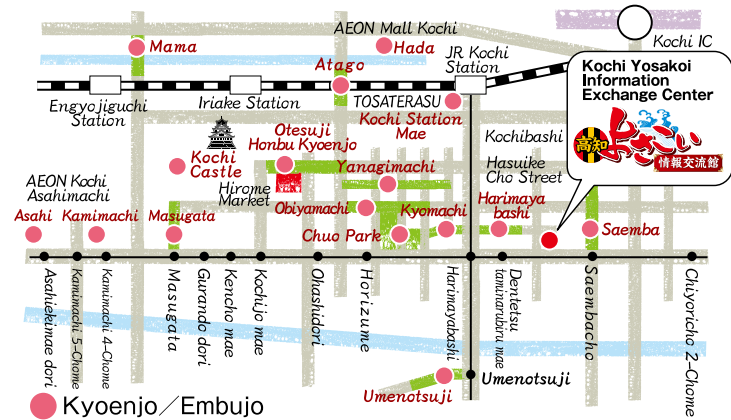 AEON Mall Kochi
Mama
Hada
Kochi IC
Atago
JR Kochi
Station
Kochi Yosakoi
Information
Exchange Center
高知
よさこい
情報交流館
Engyojiguchi
Station
Iriake Station
TOSATERASU
Kochi Station
Mae
Otesuji
Honbu Kyoenjo
Kochibashi
Kochi
Castle
Yanagimachi
Hasuike
Cho Street
AEON Kochi
Asahimachi
Hirome
Market
Asahi
Kamimachi
Masugata
Obiyamachi
Kyomachi
Harimaya
bashi
Chuo Park
Saemba
Asahiekimae dori
Kamimachi 5-Chome
Kamimachi 4-Chome
Masugata
Gurando dori
Kencho mae
Kochijo mae
Ohashidori
Horizume
Harimayabashi
Dentetsu
taminarubiru mae
Saembacho
Chiyoricho 2-Chome
Umenotsuji
Umenotsuji
Kyoenjo／Embujo